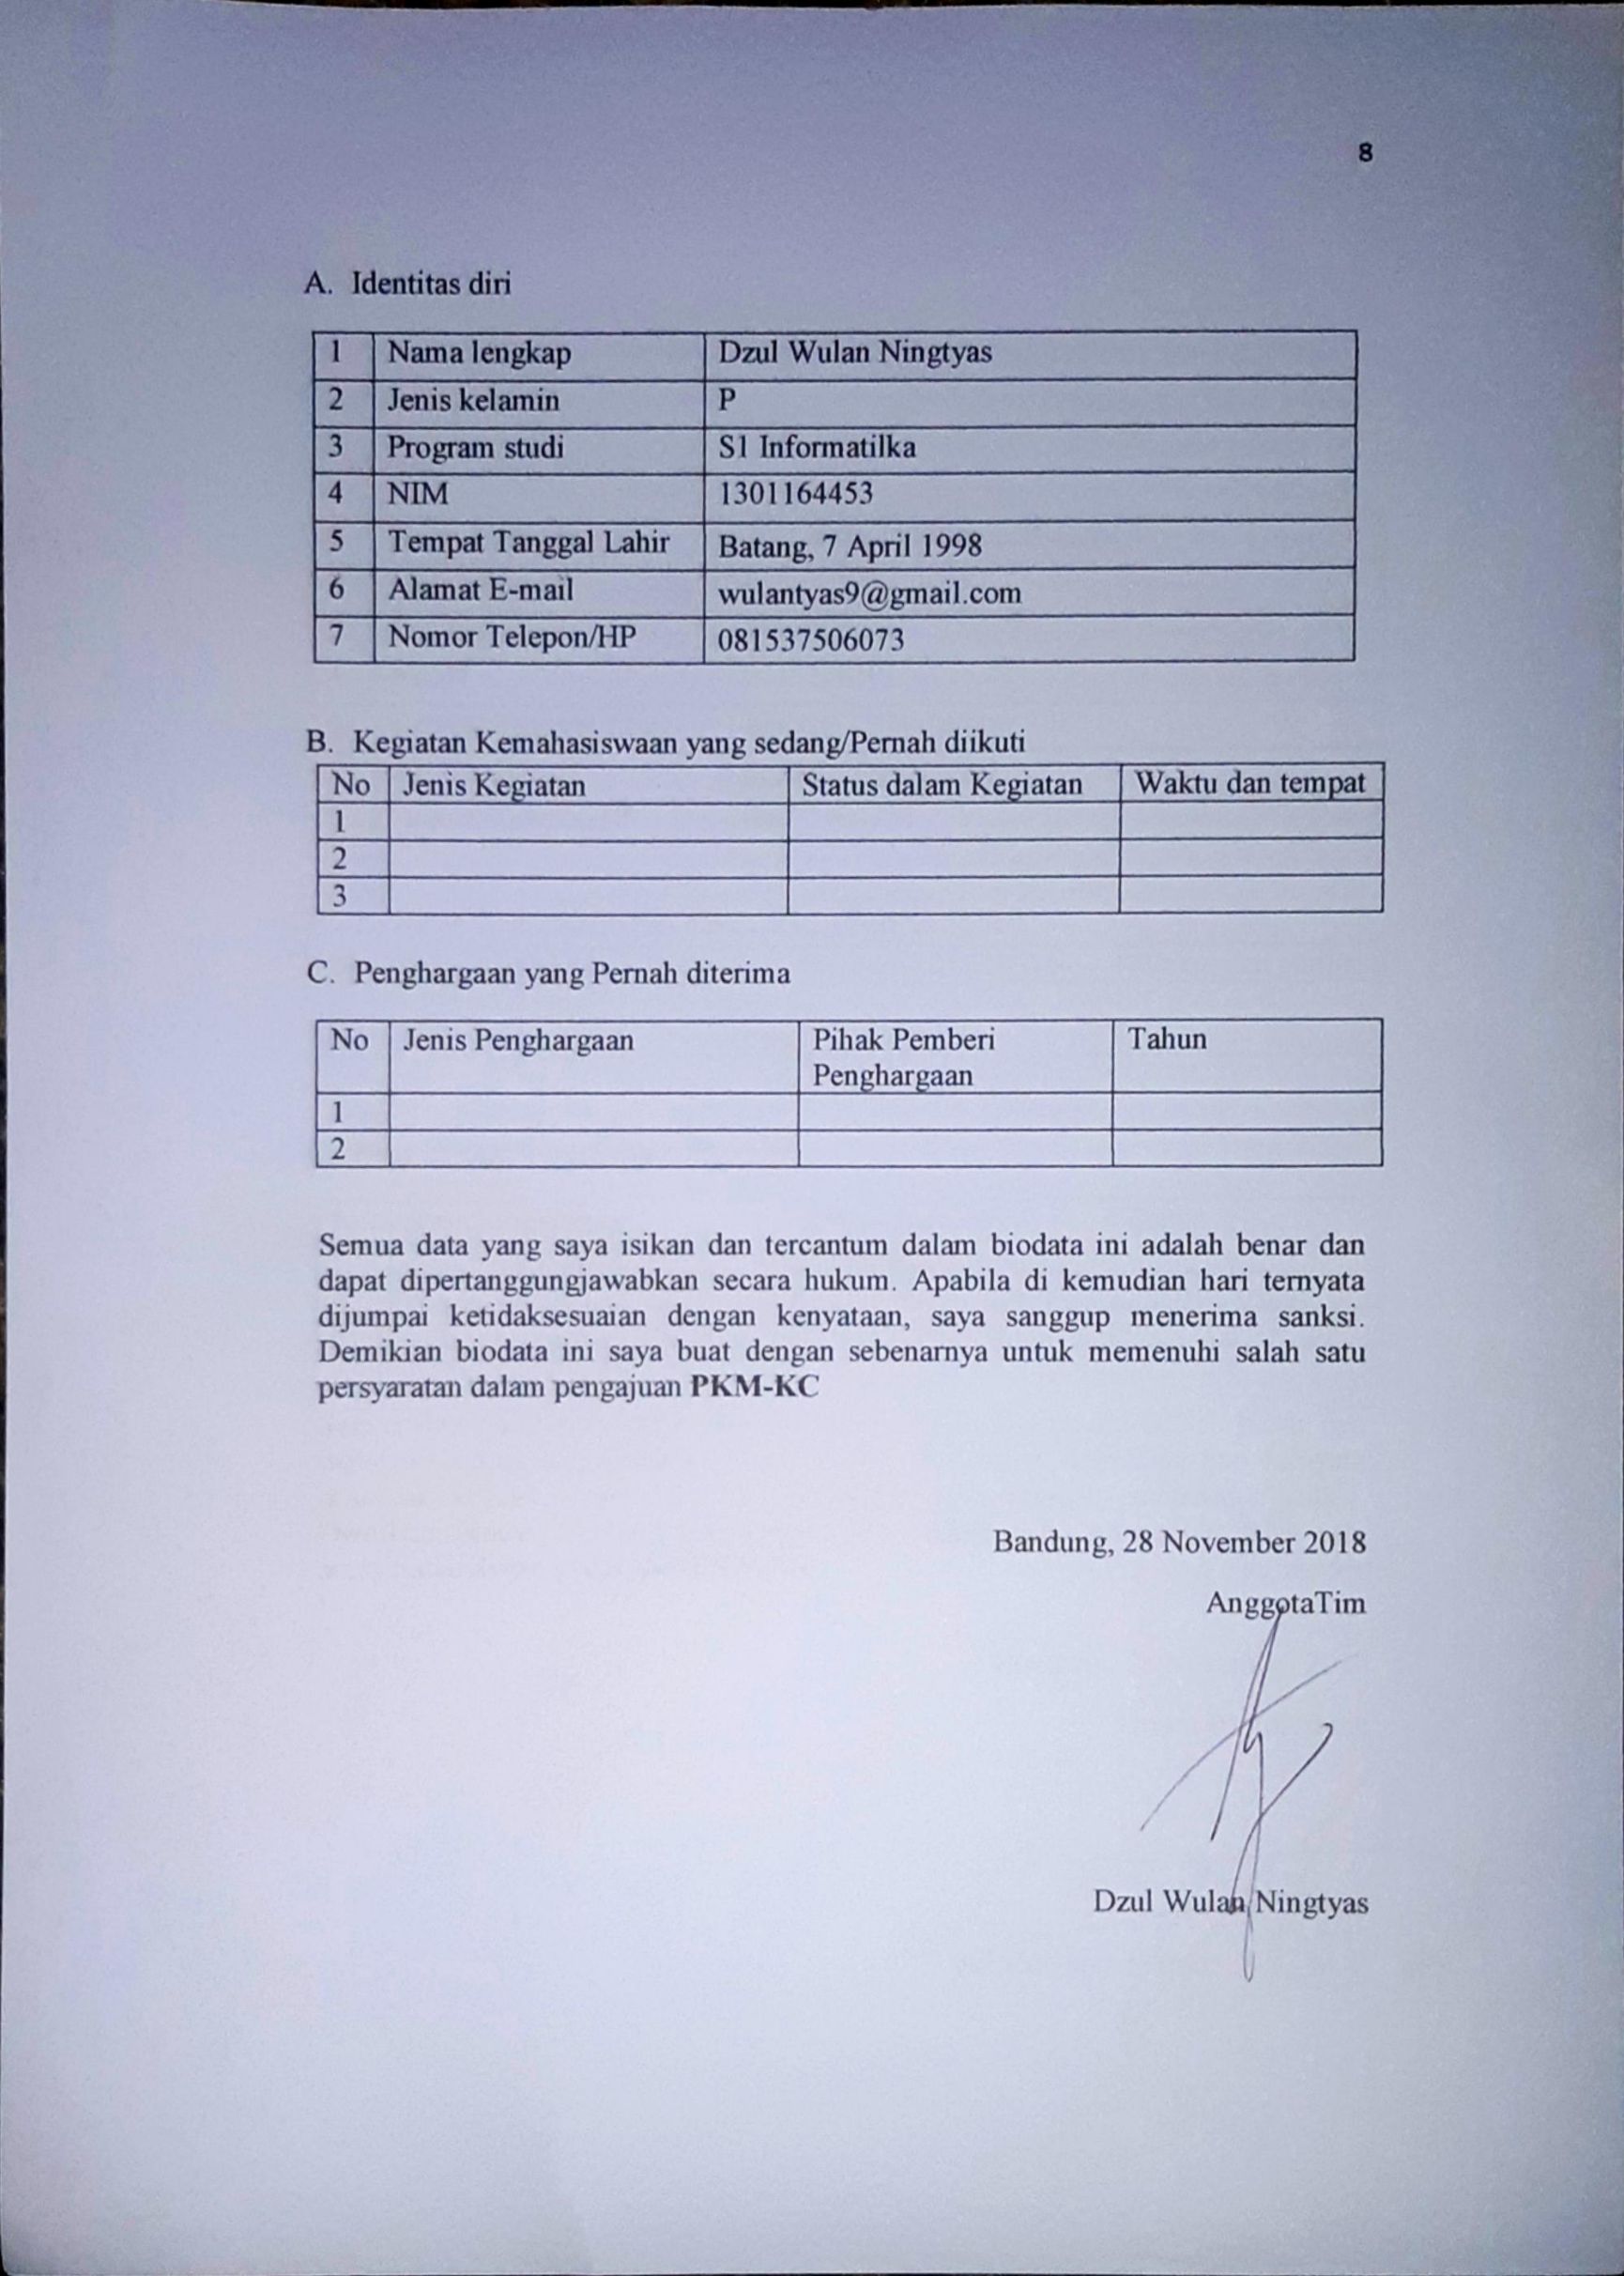 8
A. Identitas diri
1 Nama lengkap Dzul Wulan Ningtyas
2 Jenis kelamin P
3 Program studi S1 Informatilka
4 NIM 1301164453
5 Tempat Tanggal Lahir Batang, 7 April 1998
6 Alamat E-mail wulantyas9@gmail.com
7 Nomor Telepon/HP 081537506073
B. Kegiatan Kemahasiswaan yang sedang/Pernah diikuti
No Jenis Kegiatan Status dalam Kegiatan Waktu dan tempat
1
2
3
C. Penghargaan yang Pernah diterima
No Jenis Penghargaan Pihak Pemberi Tahun
Penghargaan
1
2
Semua data yang saya isikan dan tercantum dalam biodata ini adalah benar dan
dapat dipertanggungjawabkan secara hukum. Apabila di kemudian hari ternyata
dijumpai ketidaksesuaian dengan kenyataan, saya sanggup menerima sanksi.
Demikian biodata ini saya buat dengan sebenarnya untuk memenuhi salah satu
persyaratan dalam pengajuan PKM-KC
Bandung, 28 November 2018
AnggotaTim
Dzul Wulan Ningtyas